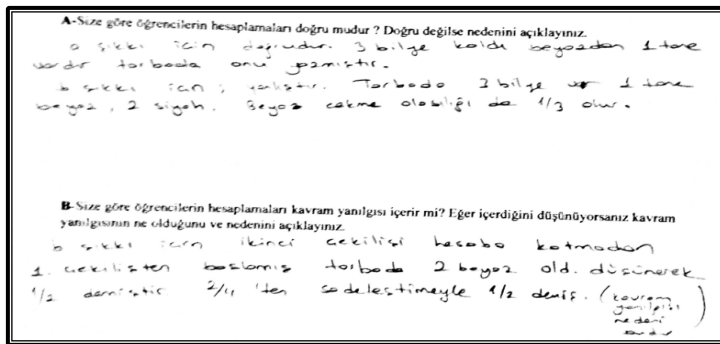 A-Size göre öğrencilerin hesaplamaları doğru mudur ? Doğru değilse nedenini açıklayınız.
a şıkkı için doğrudur. 3 bilye kaldı beyazdan 1 tane
vardır torbada onu yazmıştır.
b şıkkı için; yanlıştır. Torbada 3 bilye var 1 tane
beyaz, 2 siyah. Beyaz çekme olasılığı da 1/3 olur.
B-Size göre öğrencilerin hesaplamaları kavram yanılgısı içerir mi? Eğer içerdiğini düşünüyorsanız kavram
yanılgısının ne olduğunu ve nedenini açıklayınız.
b şıkkı için ikinci çekilişi hesaba katmadan
1. çekilişten başlamış torbada 2 beyaz old. düşünerek
1/2 demiştir 2/4 'ten sadeleştimeyle 1/2 demiş. (kavram
yanılgısı
nedeni
budur)